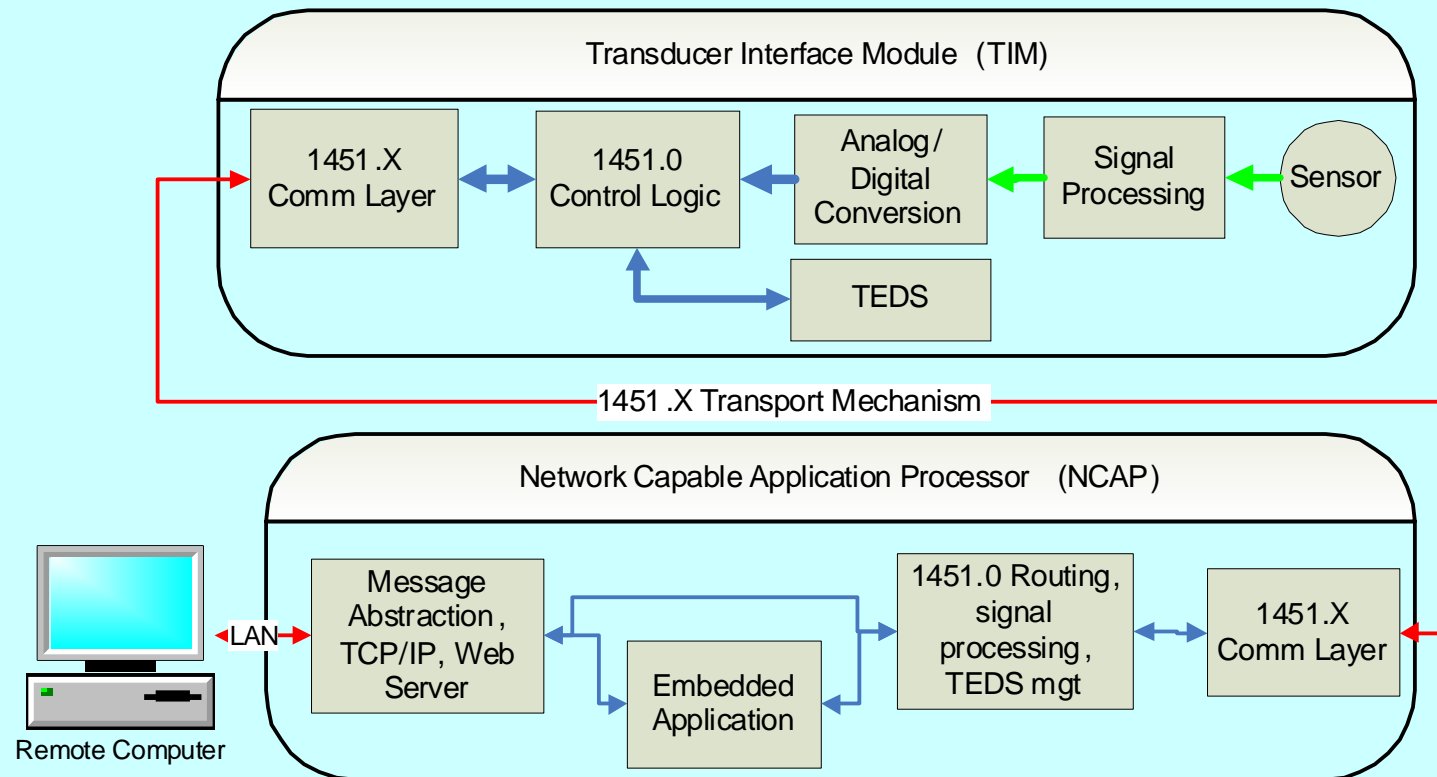 Transducer Interface Module (TIM)
1451.X
Comm Layer
1451.0
Control Logic
Analog/
Digital
Conversion
Signal
Processing
Sensor
TEDS
1451.X Transport Mechanism
Network Capable Application Processor (NCAP)
Message
Abstraction,
TCP/IP, Web
Server
LAN
Embedded
Application
1451.0 Routing,
signal
processing,
TEDS mgt
1451.X
Comm Layer
Remote Computer